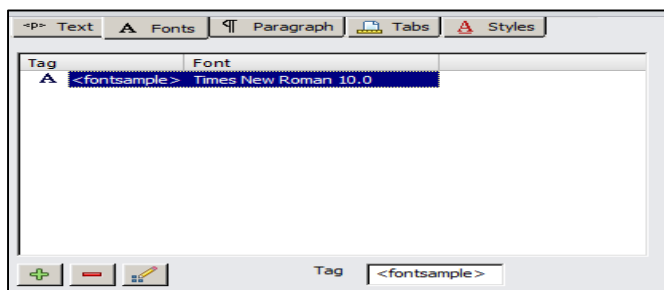 <P> Text A Fonts ¶ Paragraph Tabs A Styles
Tag Font
A <fontsample> Times New Roman 10.0
Tag <fontsample>